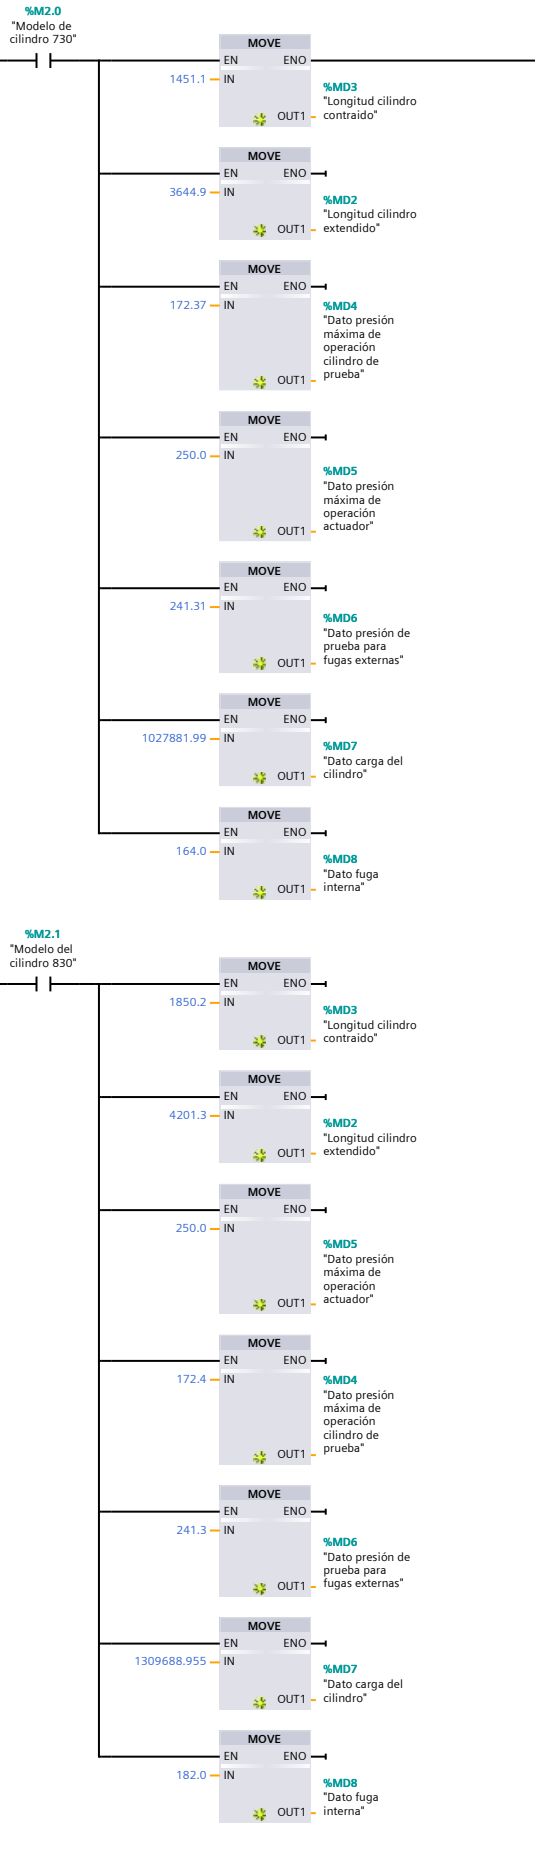 %M2.0
"Modelo de
cilindro 730"
MOVE
EN ENO
1451.1 IN
%MD3
"Longitud cilindro
contraido"
OUT1
MOVE
EN ENO
3644.9 IN
%MD2
"Longitud cilindro
extendido"
OUT1
MOVE
EN ENO
172.37 IN
%MD4
"Dato presión
máxima de
operación
cilindro de
prueba"
OUT1
MOVE
EN ENO
250.0 IN
%MD5
"Dato presión
máxima de
operación
actuador"
OUT1
MOVE
EN ENO
241.31 IN
%MD6
"Dato presión de
prueba para
fugas externas"
OUT1
MOVE
EN ENO
1027881.99 IN
%MD7
"Dato carga del
cilindro"
OUT1
MOVE
EN ENO
164.0 IN
%MD8
"Dato fuga
interna"
OUT1
%M2.1
"Modelo del
cilindro 830"
MOVE
EN ENO
1850.2 IN
%MD3
"Longitud cilindro
contraido"
OUT1
MOVE
EN ENO
4201.3 IN
%MD2
"Longitud cilindro
extendido"
OUT1
MOVE
EN ENO
250.0 IN
%MD5
"Dato presión
máxima de
operación
actuador"
OUT1
MOVE
EN ENO
172.4 IN
%MD4
"Dato presión
máxima de
operación
cilindro de
prueba"
OUT1
MOVE
EN ENO
241.3 IN
%MD6
"Dato presión de
prueba para
fugas externas"
OUT1
MOVE
EN ENO
1309688.955 IN
%MD7
"Dato carga del
cilindro"
OUT1
MOVE
EN ENO
182.0 IN
%MD8
"Dato fuga
interna"
OUT1